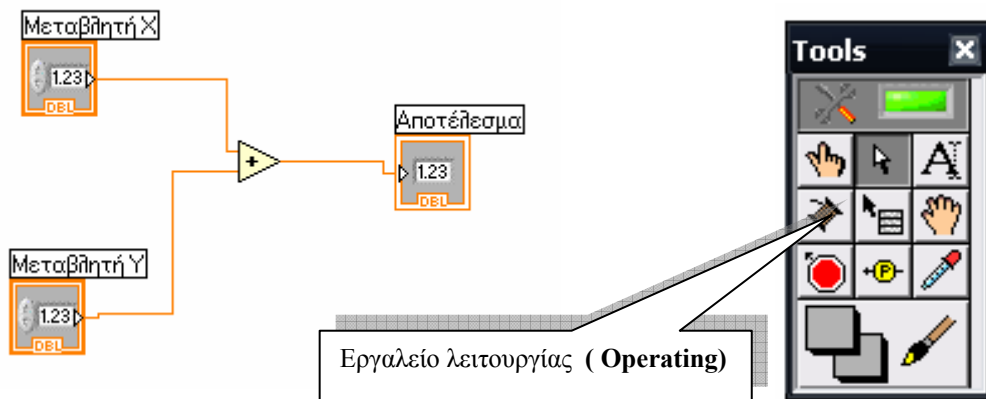 Μεταβλητή X
1.23
DBL
Αποτέλεσμα
1.23
DBL
Μεταβλητή Y
1.23
DBL
+
Εργαλείο λειτουργίας ( Operating)
Tools
A
P